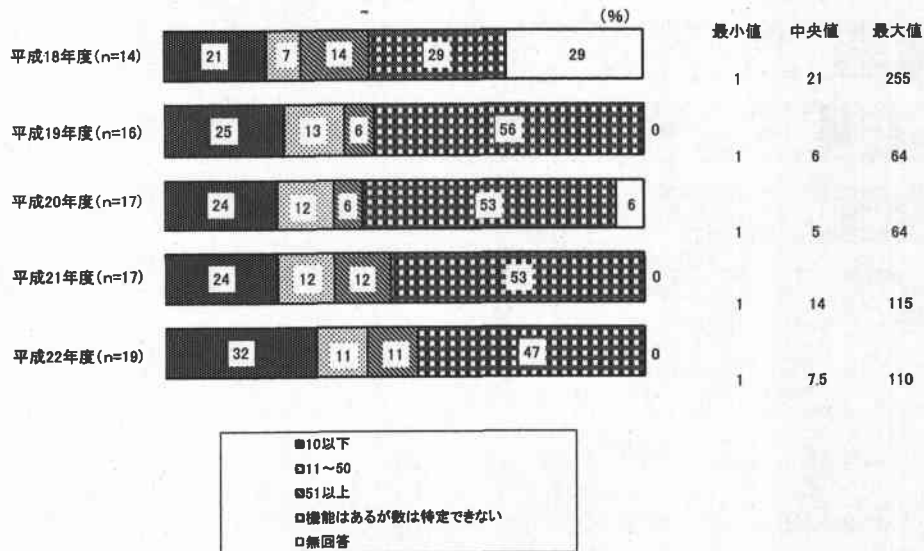 (%)
最小値 中央値 最大値
平成18年度(n=14) 21 7 14 29 29
1 21 255
平成19年度(n=16) 25 13 6 56 0
1 6 64
平成20年度(n=17) 24 12 6 53 6
1 5 64
平成21年度(n=17) 24 12 12 53 0
1 14 115
平成22年度(n=19) 32 11 11 47 0
1 7.5 110
10以下
11～50
51以上
機能はあるが数は特定できない
無回答